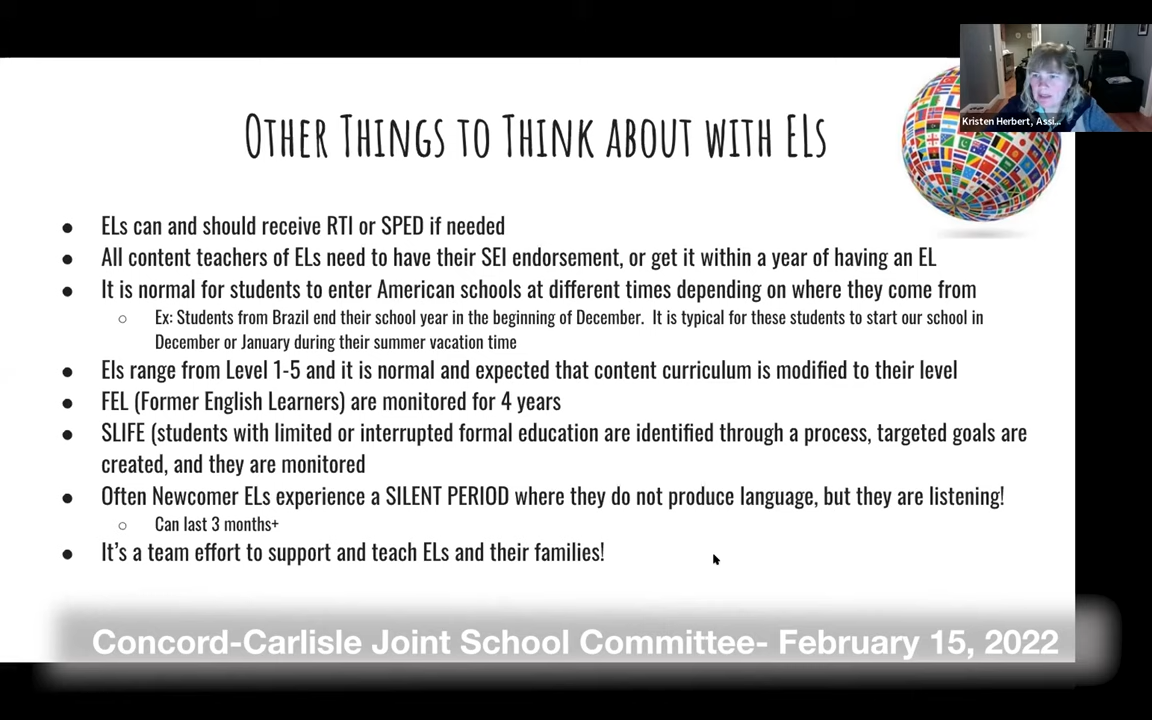 Kristen Herbert, Assi...
OTHER THINGS TO THINK ABOUT WITH ELS
● ELs can and should receive RTI or SPED if needed
● All content teachers of ELs need to have their SEI endorsement, or get it within a year of having an EL
● It is normal for students to enter American schools at different times depending on where they come from
○ Ex: Students from Brazil end their school year in the beginning of December. It is typical for these students to start our school in
December or January during their summer vacation time
● Els range from Level 1-5 and it is normal and expected that content curriculum is modified to their level
● FEL (Former English Learners) are monitored for 4 years
● SLIFE (students with limited or interrupted formal education are identified through a process, targeted goals are
created, and they are monitored
● Often Newcomer ELs experience a SILENT PERIOD where they do not produce language, but they are listening!
○ Can last 3 months+
● It's a team effort to support and teach ELs and their families!
Concord-Carlisle Joint School Committee- February 15, 2022